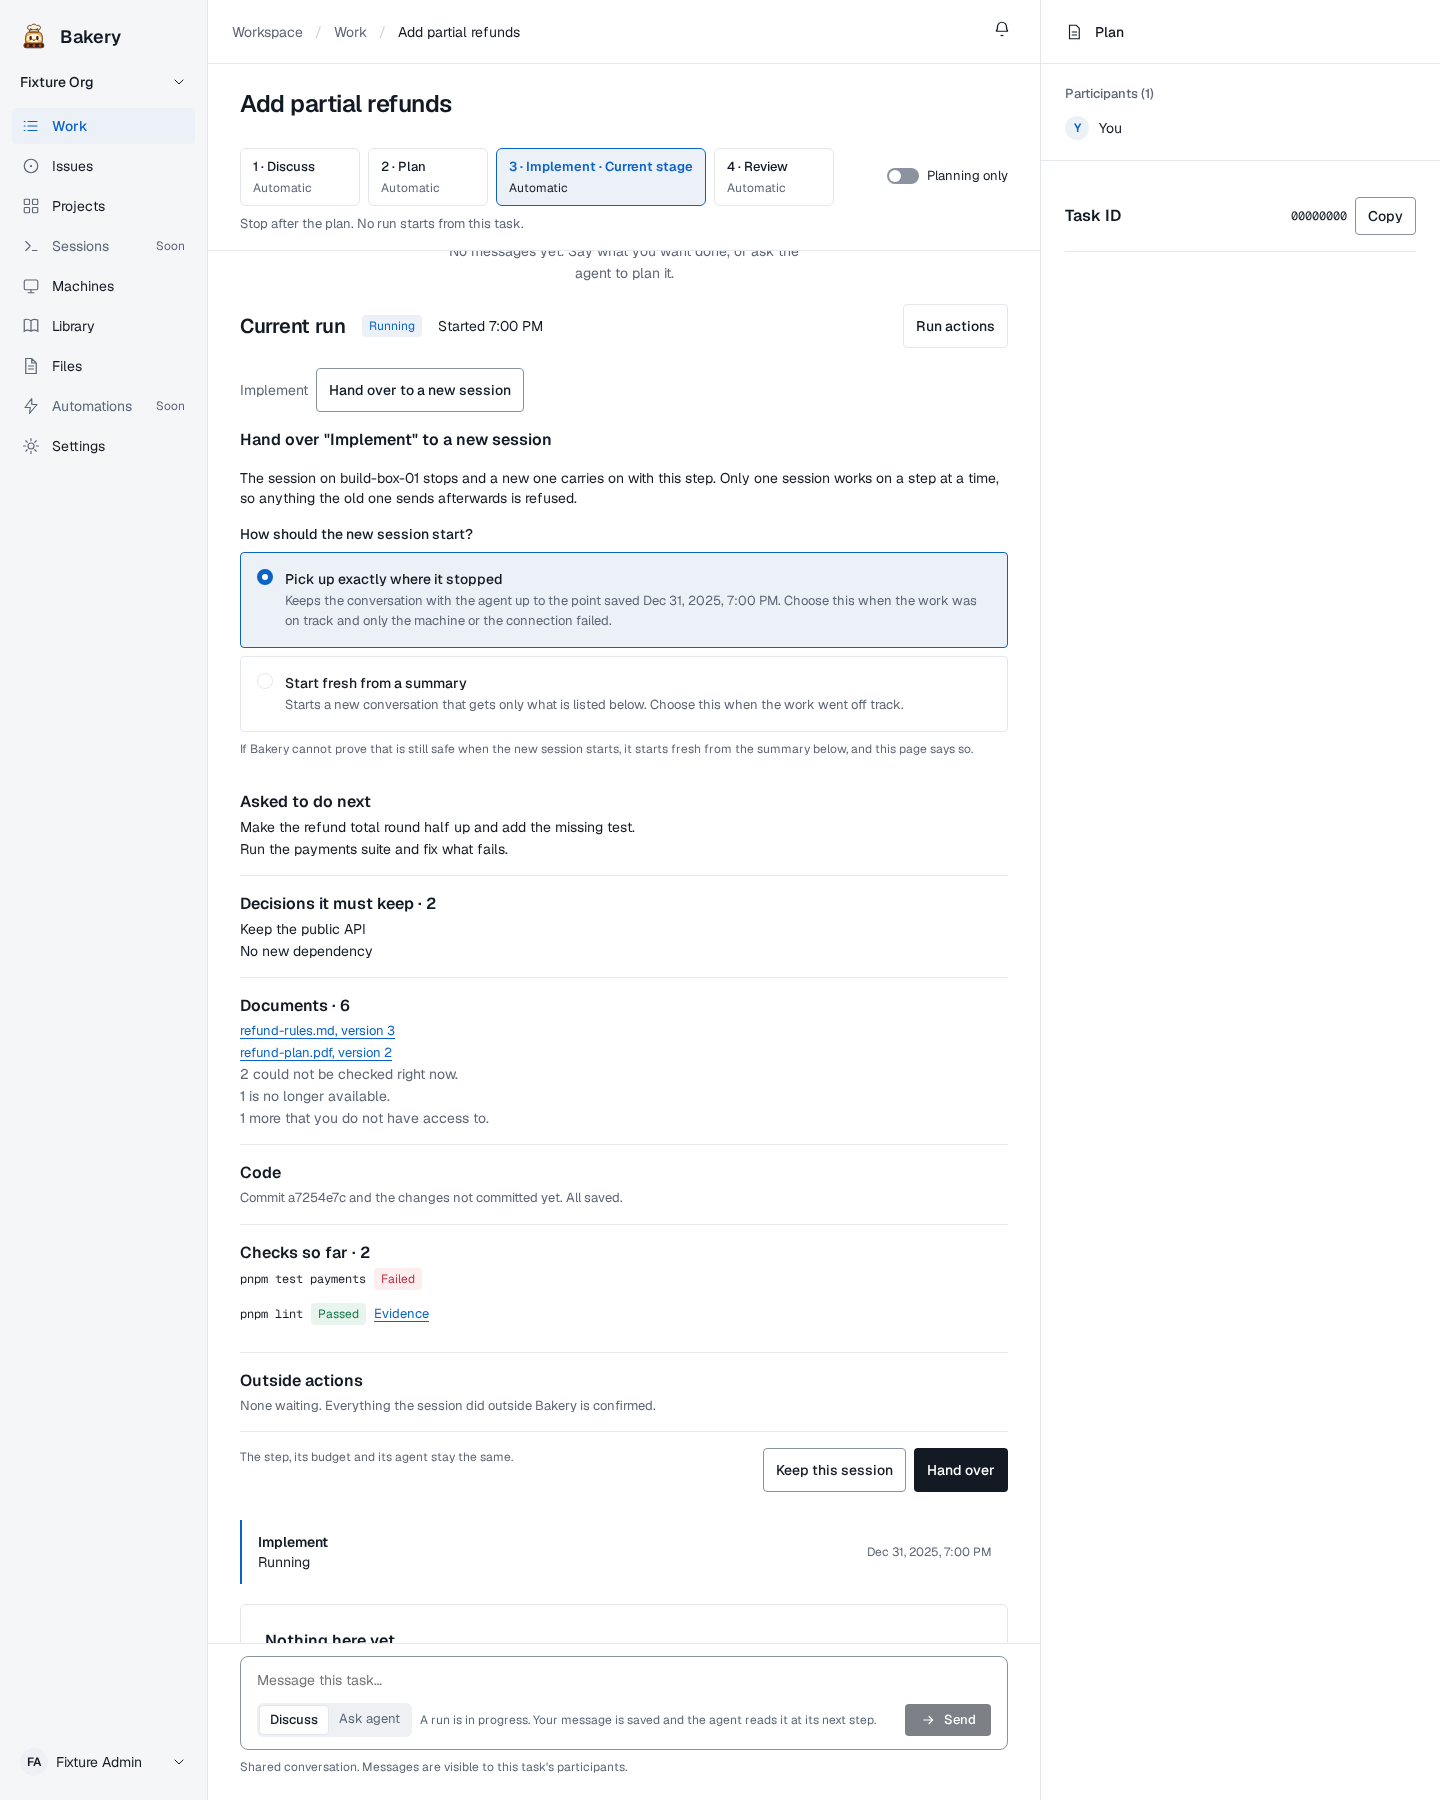 Bakery
Fixture Org
Work
Issues
Projects
Sessions Soon
Machines
Library
Files
Automations Soon
Settings
FA Fixture Admin
Workspace / Work / Add partial refunds
Add partial refunds
1 · Discuss
Automatic
2 · Plan
Automatic
3 · Implement · Current stage
Automatic
4 · Review
Automatic
Planning only
Stop after the plan. No run starts from this task.
No messages yet. Say what you want done, or ask the
agent to plan it.
Current run Running Started 7:00 PM Run actions
Implement Hand over to a new session
Hand over "Implement" to a new session
The session on build-box-01 stops and a new one carries on with this step. Only one session works on a step at a time,
so anything the old one sends afterwards is refused.
How should the new session start?
Pick up exactly where it stopped
Keeps the conversation with the agent up to the point saved Dec 31, 2025, 7:00 PM. Choose this when the work was
on track and only the machine or the connection failed.
Start fresh from a summary
Starts a new conversation that gets only what is listed below. Choose this when the work went off track.
If Bakery cannot prove that is still safe when the new session starts, it starts fresh from the summary below, and this page says so.
Asked to do next
Make the refund total round half up and add the missing test.
Run the payments suite and fix what fails.
Decisions it must keep · 2
Keep the public API
No new dependency
Documents · 6
refund-rules.md, version 3
refund-plan.pdf, version 2
2 could not be checked right now.
1 is no longer available.
1 more that you do not have access to.
Code
Commit a7254e7c and the changes not committed yet. All saved.
Checks so far · 2
pnpm test payments Failed
pnpm lint Passed Evidence
Outside actions
None waiting. Everything the session did outside Bakery is confirmed.
The step, its budget and its agent stay the same.
Keep this session Hand over
Implement
Running
Dec 31, 2025, 7:00 PM
Nothing here yet
Message this task…
Discuss Ask agent A run is in progress. Your message is saved and the agent reads it at its next step. Send
Shared conversation. Messages are visible to this task's participants.
Plan
Participants (1)
Y You
Task ID 00000000 Copy